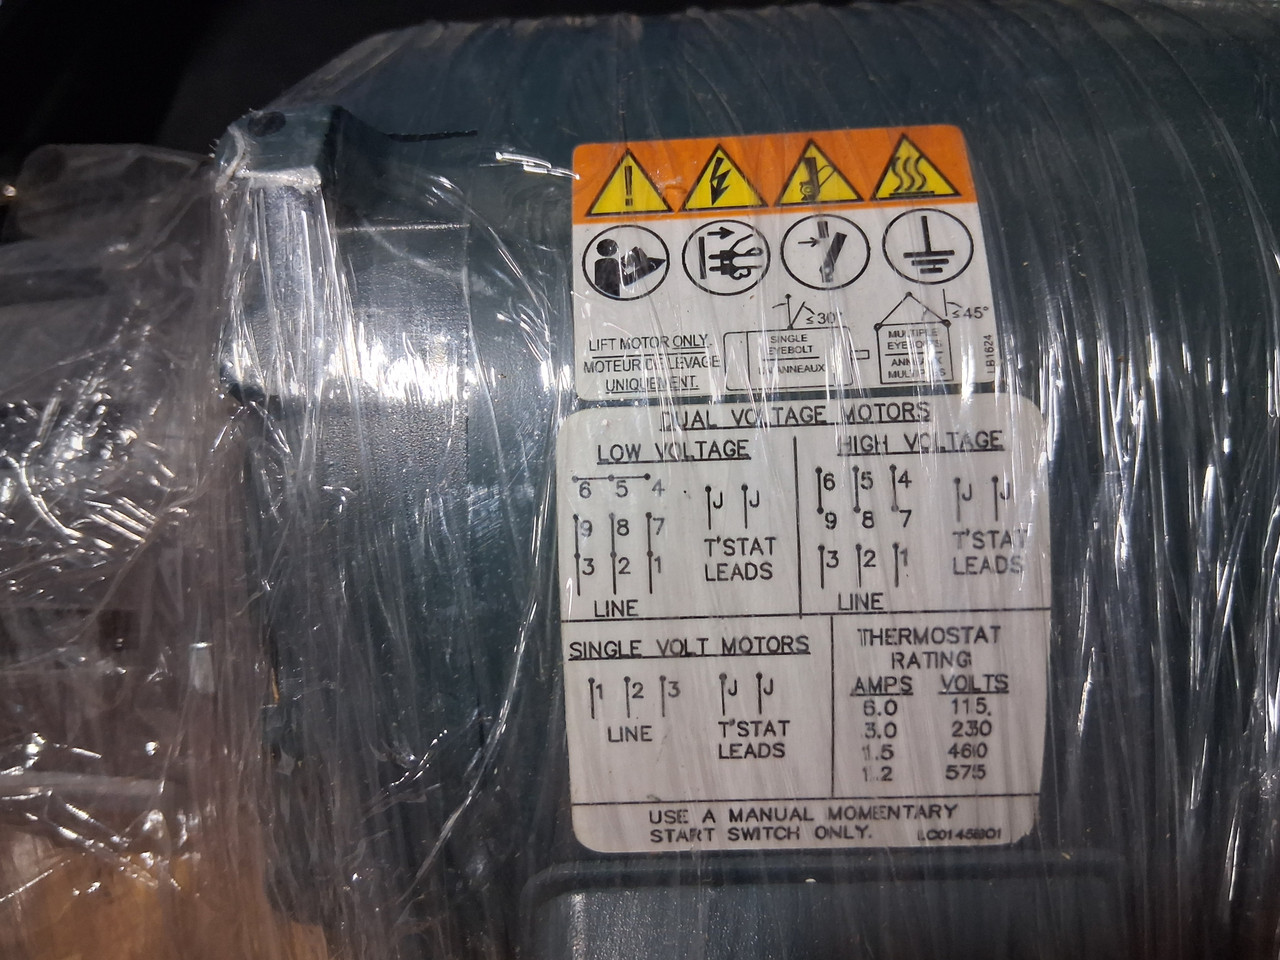 !
≤30°
≤45°
LIFT MOTOR ONLY.
MOTEUR DE LEVAGE
UNIQUEMENT.
SINGLE
EYEBOLT
MULTIPLE
LB1624
DUAL VOLTAGE MOTORS
LOW VOLTAGE
6 5 4 J J
9 8 7
T'STAT
3 2 1
LEADS
LINE
HIGH VOLTAGE
6 5 4 J J
9 8 7
T'STAT
3 2 1
LEADS
LINE
SINGLE VOLT MOTORS
1 2 3 J J
LINE
T'STAT
LEADS
THERMOSTAT
RATING
AMPS VOLTS
6.0 115
3.0 230
1.5 460
1.2 575
USE A MANUAL MOMENTARY
START SWITCH ONLY.